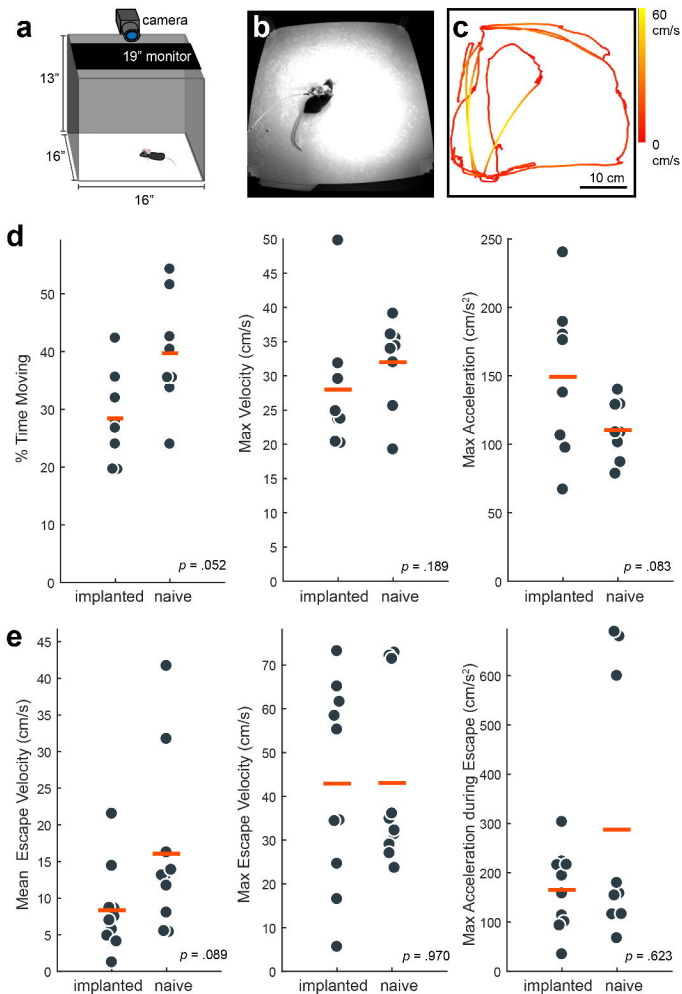 a
camera
19” monitor
13”
16”
16”
b
c
60
cm/s
0
cm/s
10 cm
d
% Time Moving
50
40
30
20
10
0
implanted
naive
p = .052
Max Velocity (cm/s)
50
45
40
35
30
25
20
15
10
5
0
implanted
naive
p = .189
Max Acceleration (cm/s²)
250
200
150
100
50
0
implanted
naive
p = .083
e
Mean Escape Velocity (cm/s)
45
40
35
30
25
20
15
10
5
0
implanted
naive
p = .089
Max Escape Velocity (cm/s)
70
60
50
40
30
20
10
0
implanted
naive
p = .970
Max Acceleration during Escape (cm/s²)
600
500
400
300
200
100
0
implanted
naive
p = .623